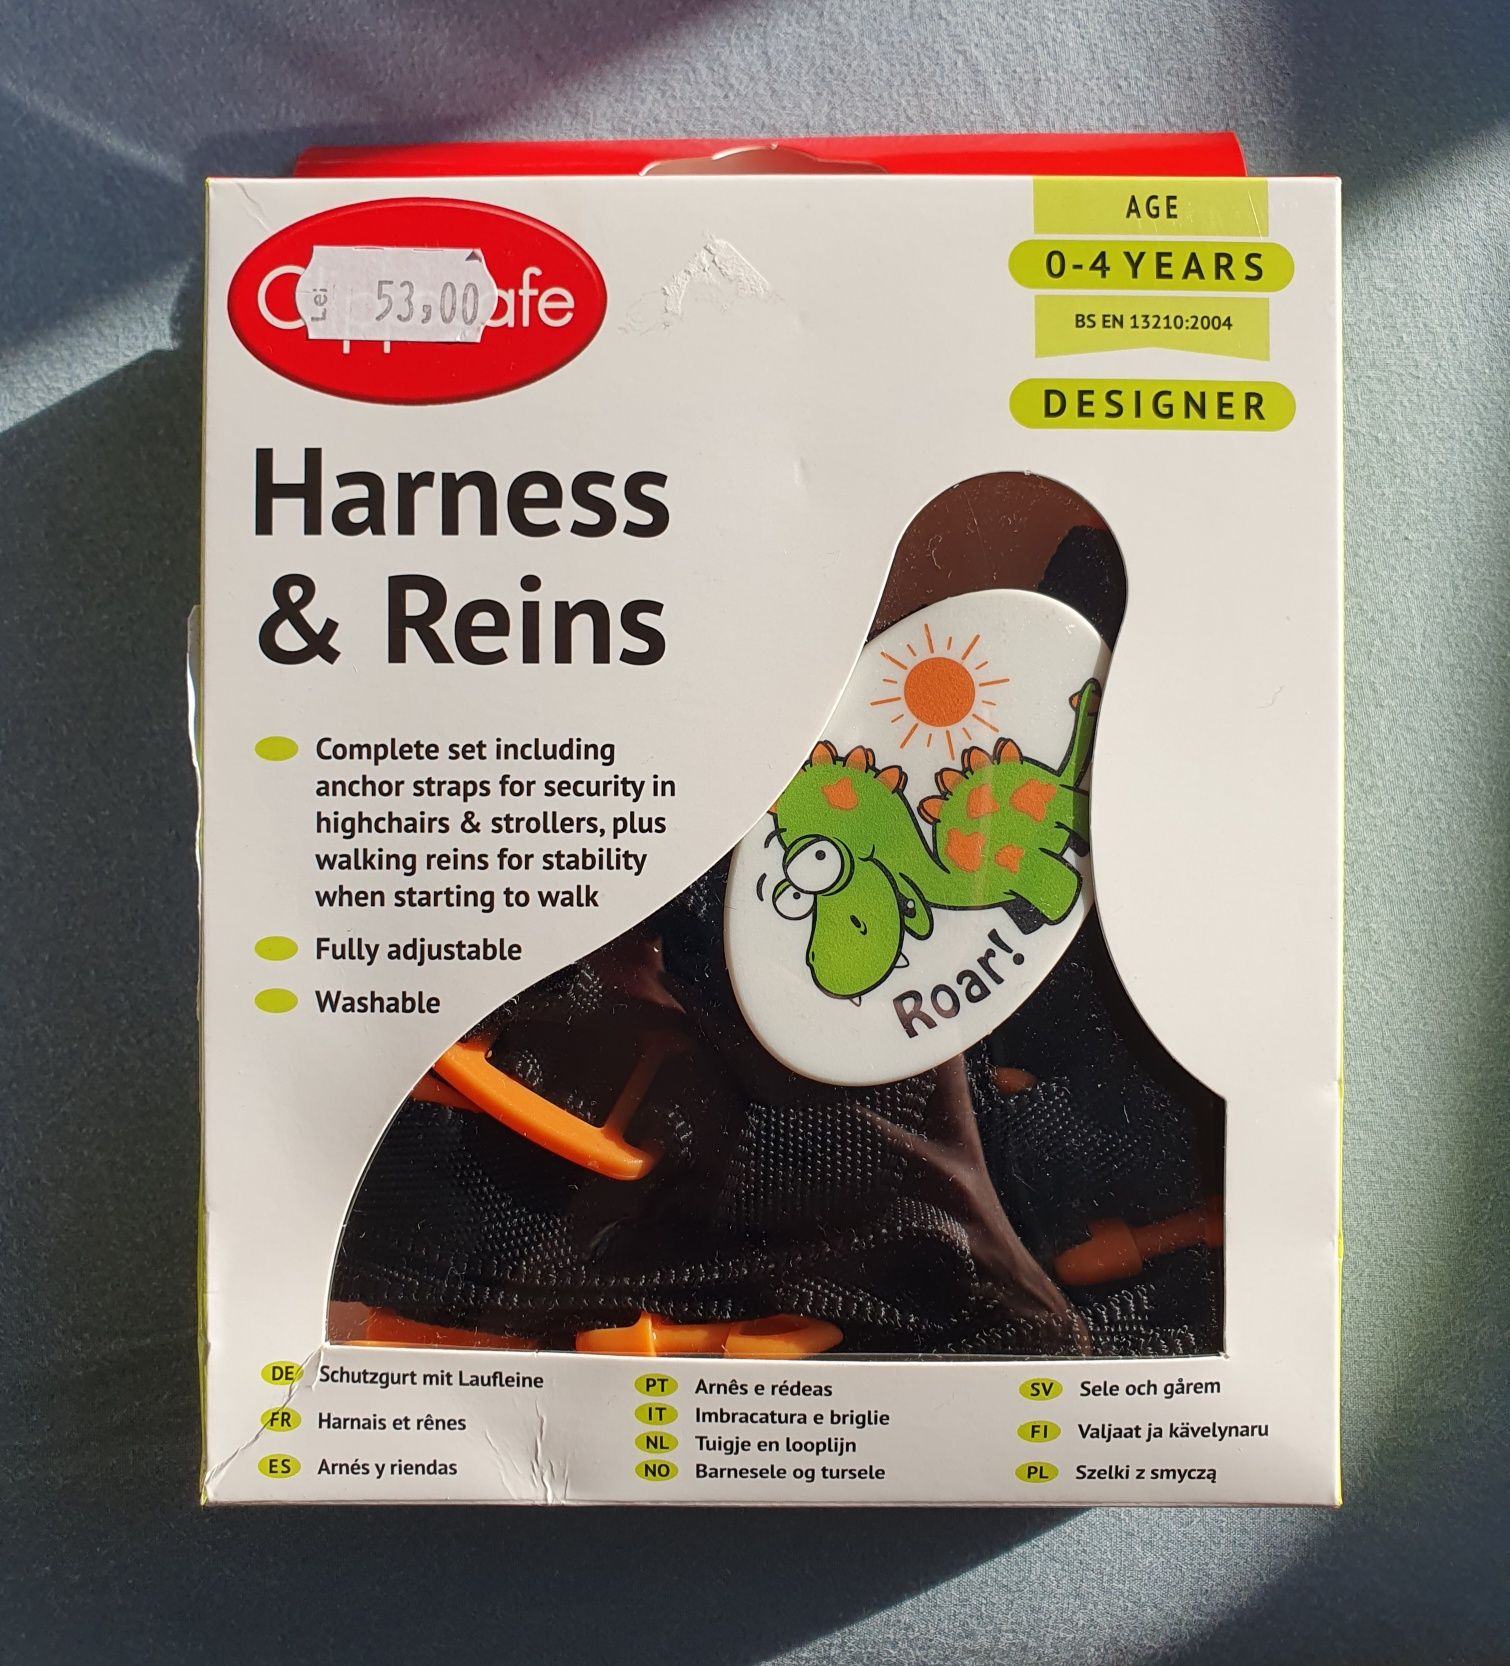 afe
Lei 53,00
AGE
0-4 YEARS
BS EN 13210:2004
DESIGNER
Harness
& Reins
Complete set including
anchor straps for security in
highchairs & strollers, plus
walking reins for stability
when starting to walk
Fully adjustable
Washable
Roar!
DE Schutzgurt mit Laufleine
FR Harnais et rênes
ES Arnés y riendas
PT Arnês e rédeas
IT Imbracatura e briglie
NL Tuigje en looplijn
NO Barnesele og tursele
SV Sele och gårem
FI Valjaat ja kävelynaru
PL Szelki z smyczą